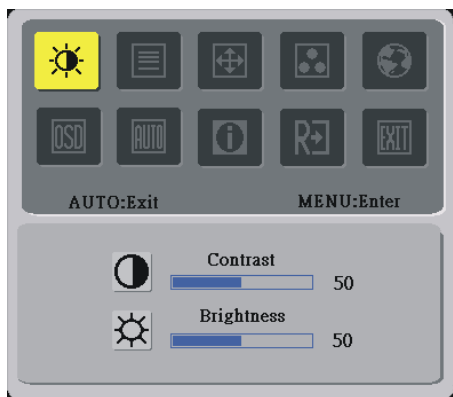 OSD AUTO i R EXIT
AUTO:Exit MENU:Enter
Contrast
50
Brightness
50